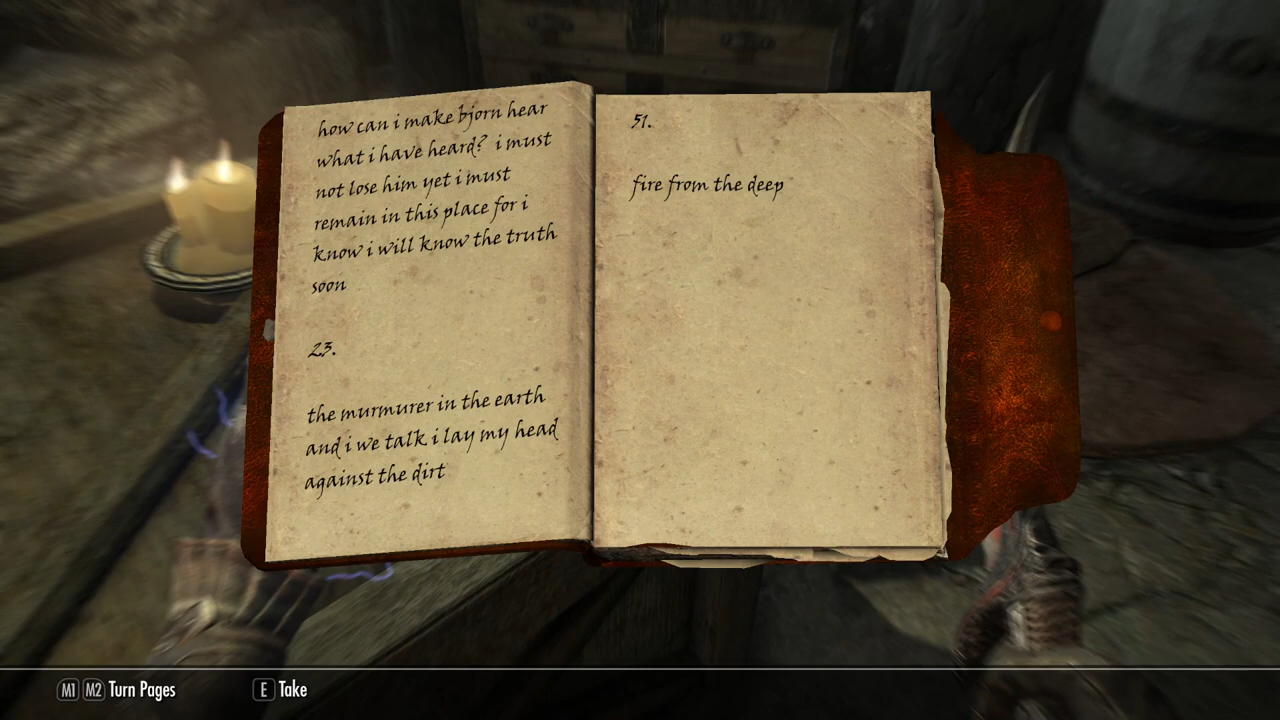 how can i make bjorn hear
what i have heard? i must
not lose him yet i must
remain in this place for i
know i will know the truth
soon
23.
the murmurer in the earth
and i we talk i lay my head
against the dirt
51.
fire from the deep
M1 M2 Turn Pages
E Take